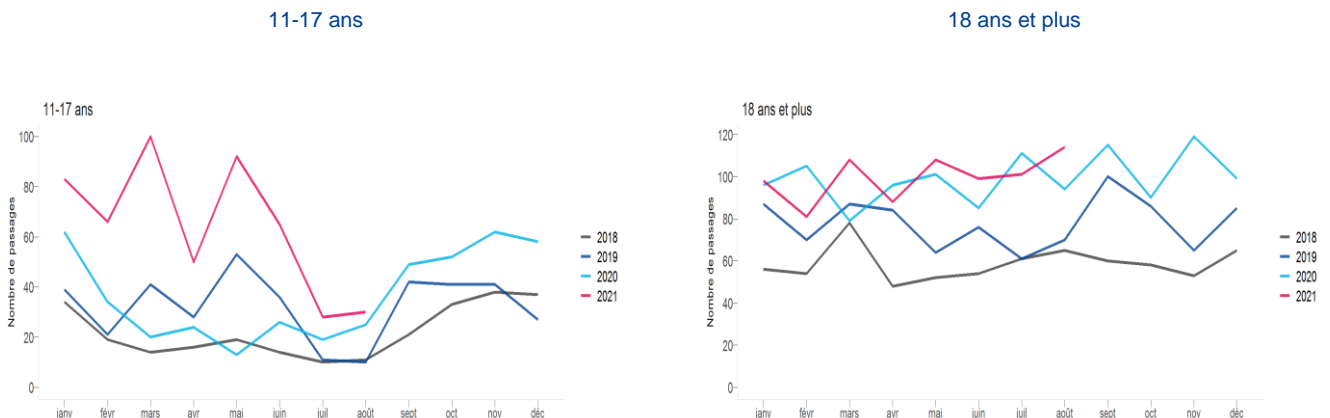 11-17 ans
18 ans et plus
11-17 ans
100
80
60
40
20
0
Nombre de passages
janv
févr
mars
avr
mai
juin
juil
août
sept
oct
nov
déc
2018
2019
2020
2021
18 ans et plus
120
100
80
60
40
20
0
Nombre de passages
janv
févr
mars
avr
mai
juin
juil
août
sept
oct
nov
déc
2018
2019
2020
2021